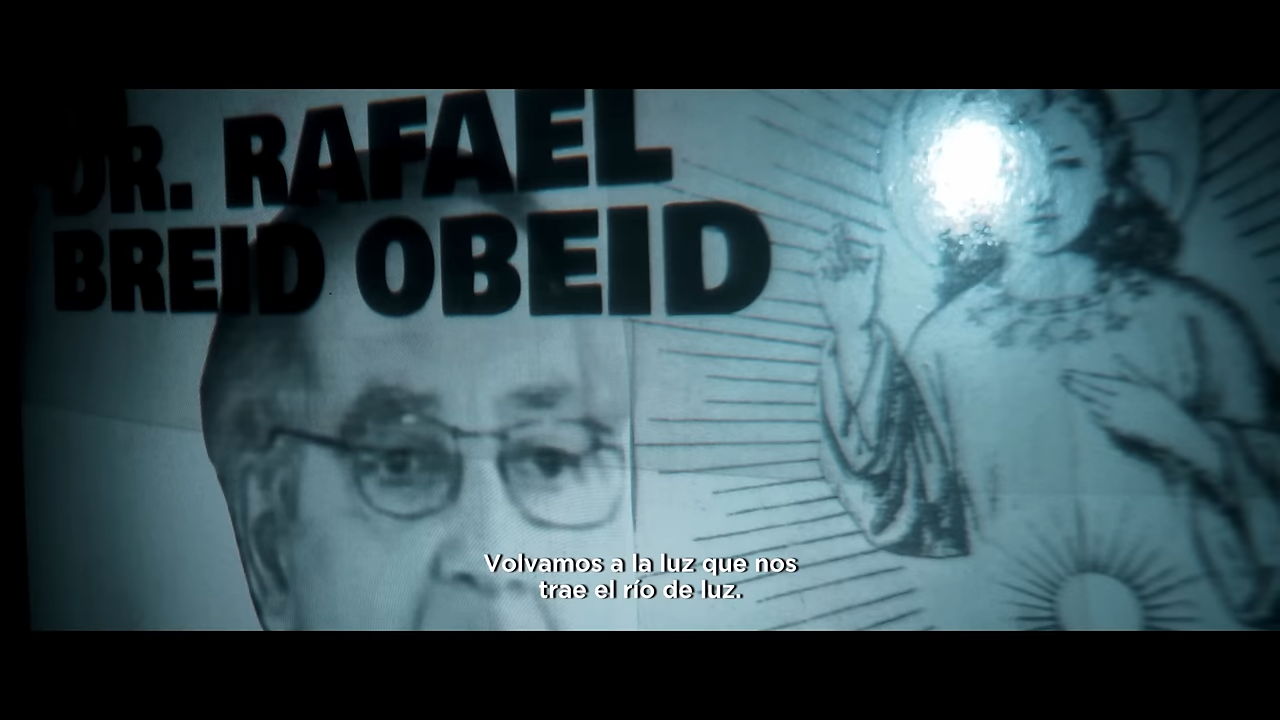 DR. RAFAEL
BREID OBEID
Volvamos a la luz que nos
trae el río de luz.